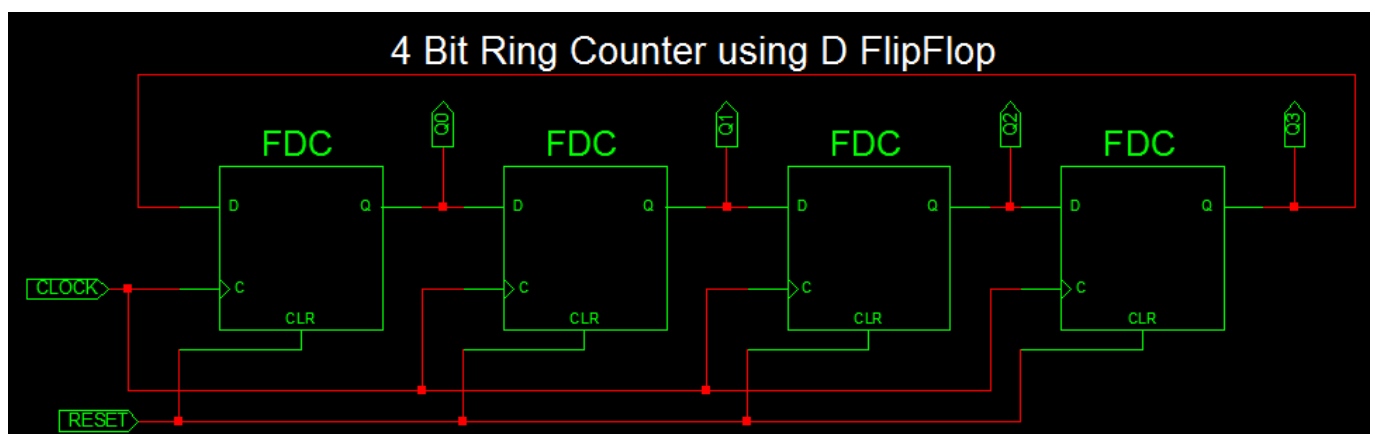 4 Bit Ring Counter using D FlipFlop
Q0 Q1 Q2 Q3
FDC FDC FDC FDC
D Q D Q D Q D Q
CLOCK C C C C
CLR CLR CLR CLR
RESET